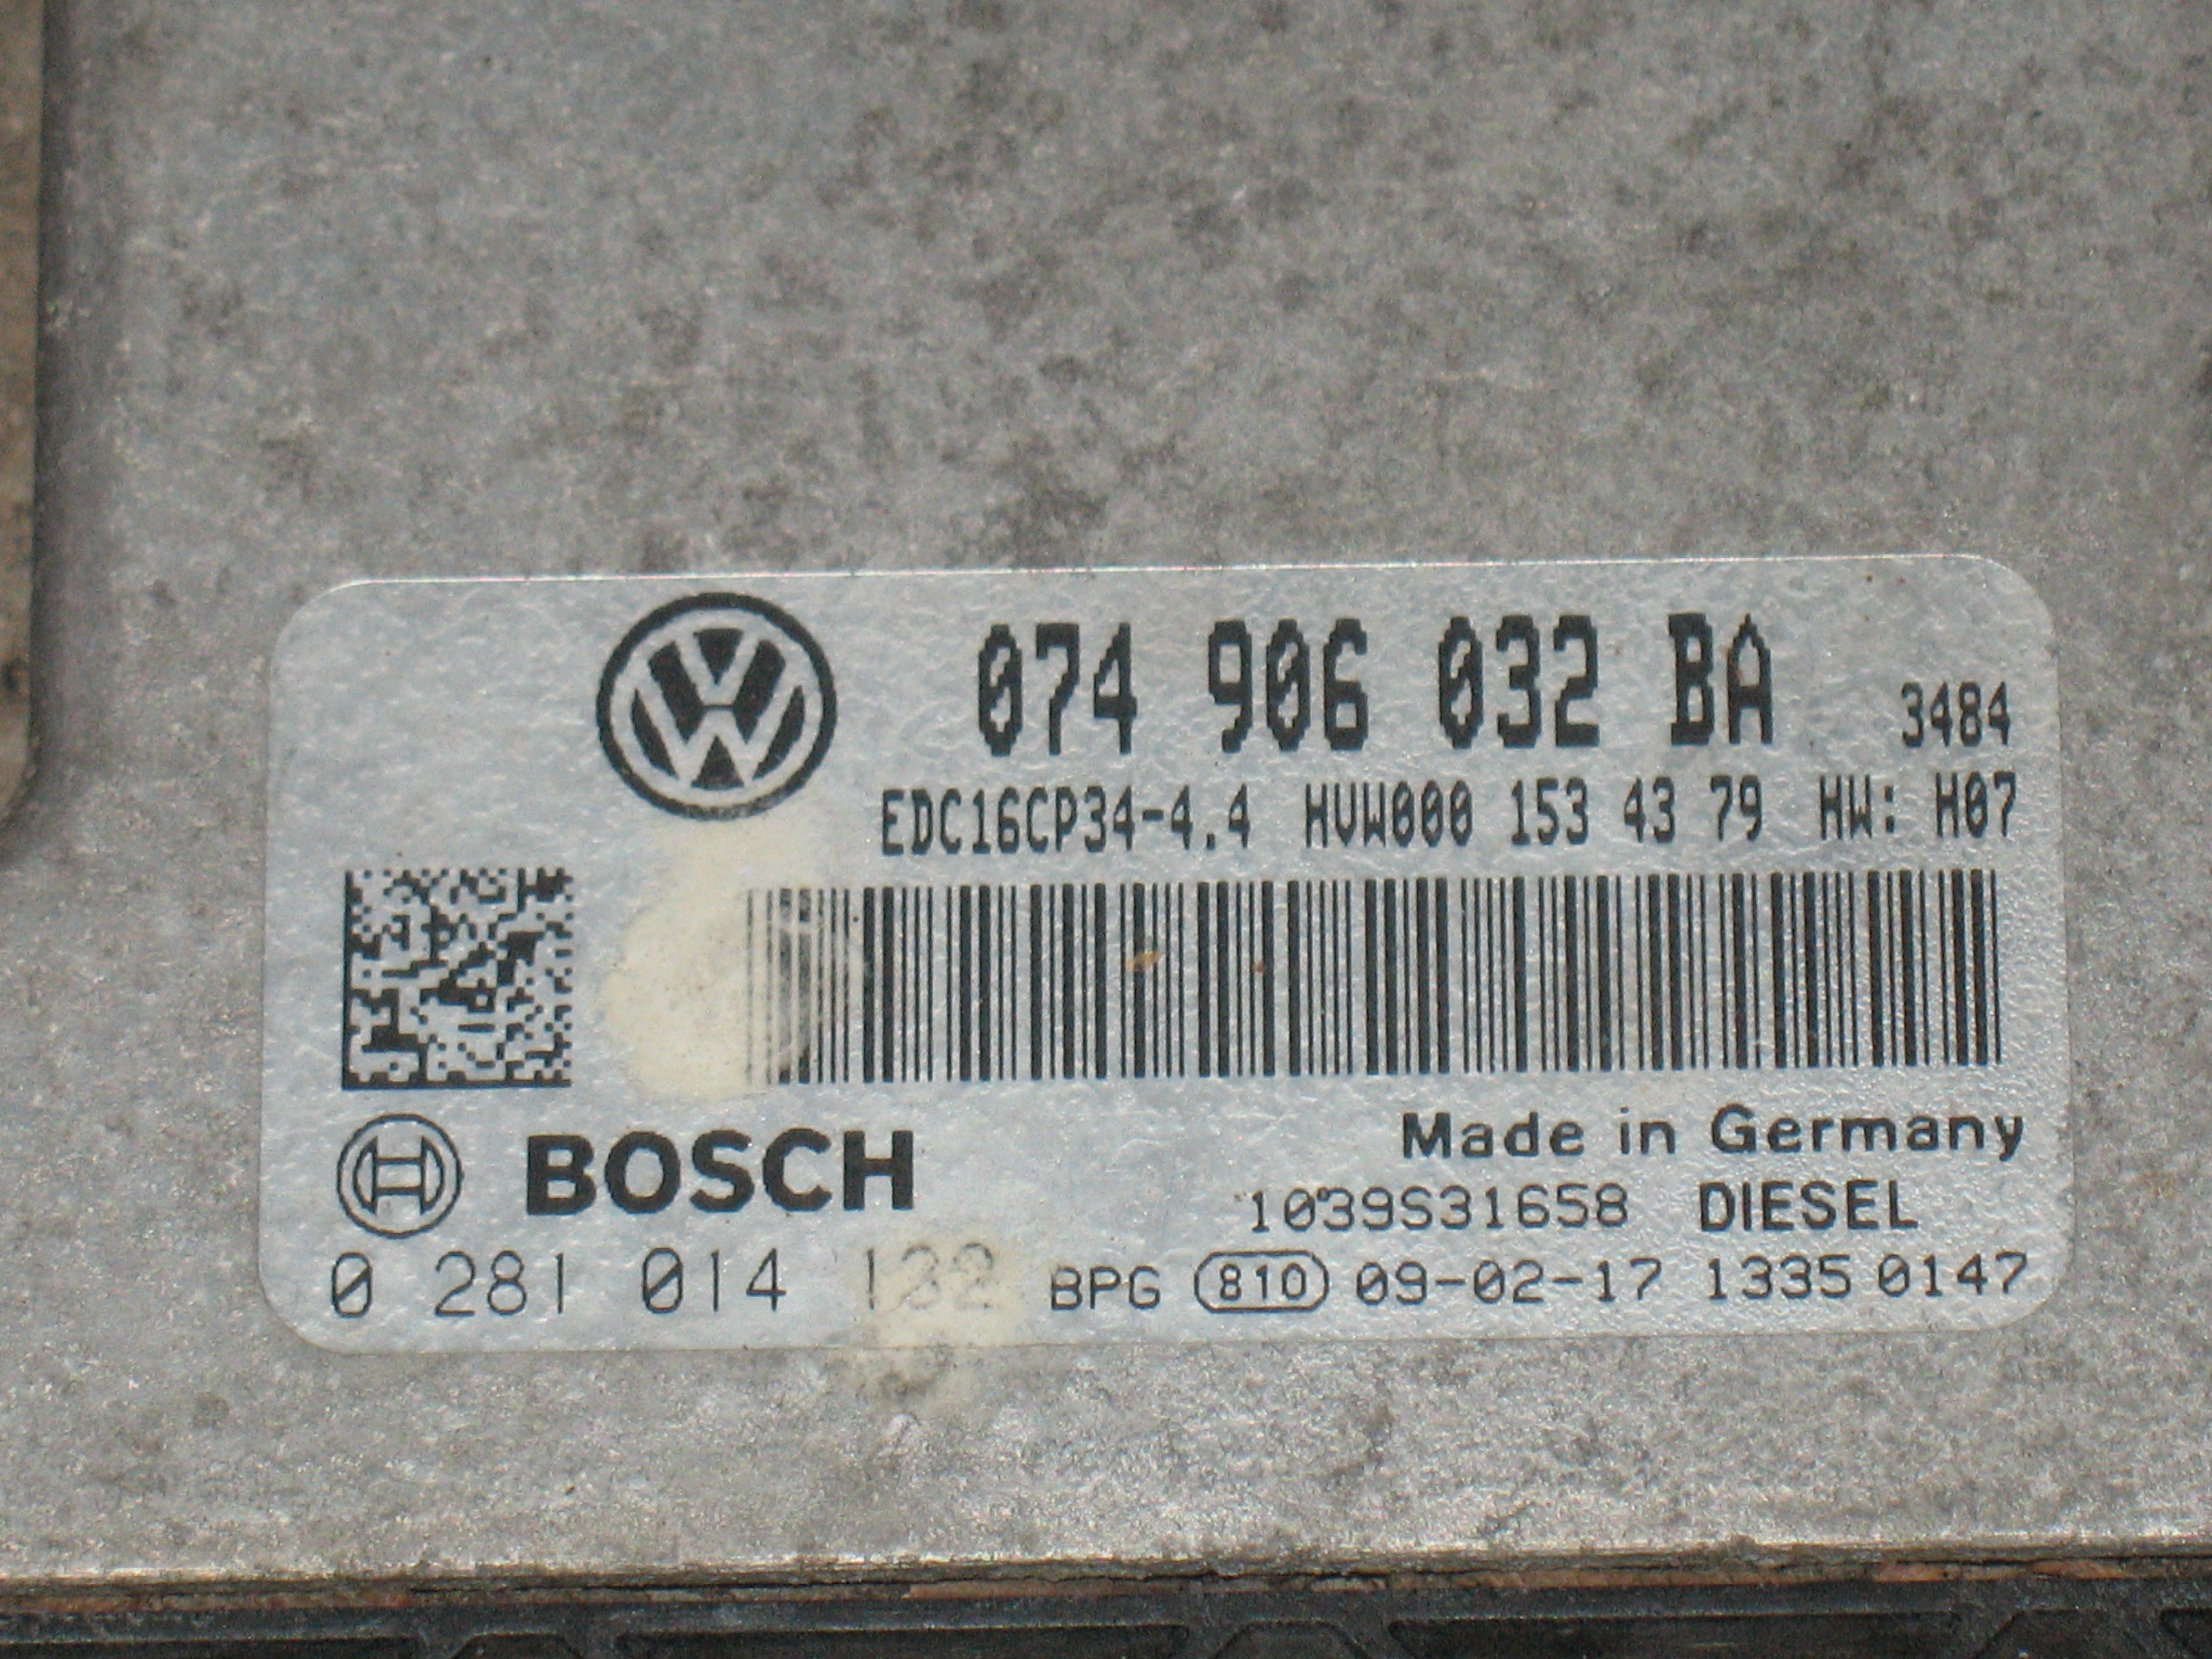 074 906 032 BA 3484
EDC16CP34-4.4 HVW000 153 43 79 HW: H07
Made in Germany
BOSCH
1039S31658 DIESEL
0 281 014 132 BPG 810 09-02-17 1335 0147